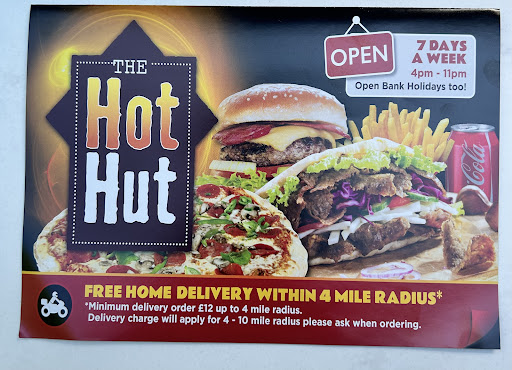 THE
Hot
Hut
OPEN
7 DAYS
A WEEK
4pm - 11pm
Open Bank Holidays too!
Cola
FREE HOME DELIVERY WITHIN 4 MILE RADIUS*
*Minimum delivery order £12 up to 4 mile radius.
Delivery charge will apply for 4 - 10 mile radius please ask when ordering.